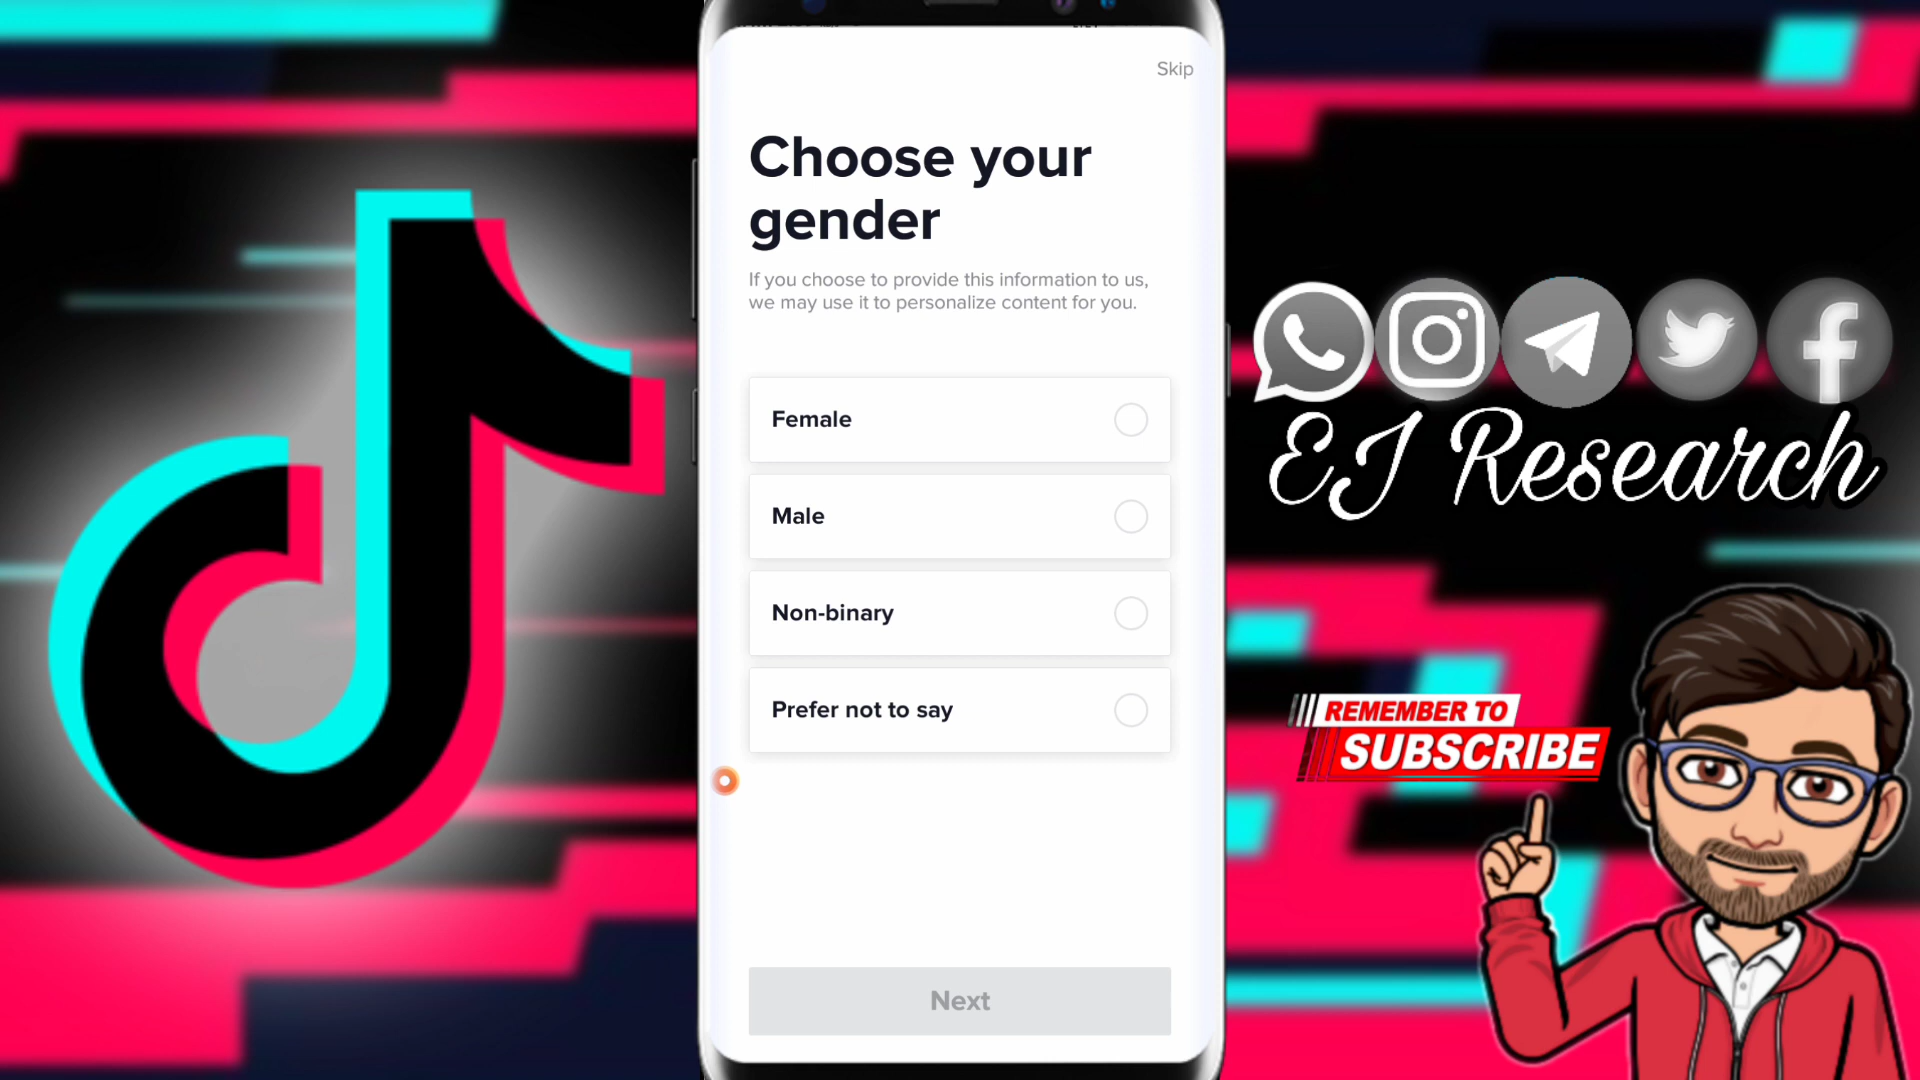 Skip
Choose your
gender
If you choose to provide this information to us,
we may use it to personalize content for you.
Female
Male
Non-binary
Prefer not to say
Next
EJ Research
REMEMBER TO
SUBSCRIBE